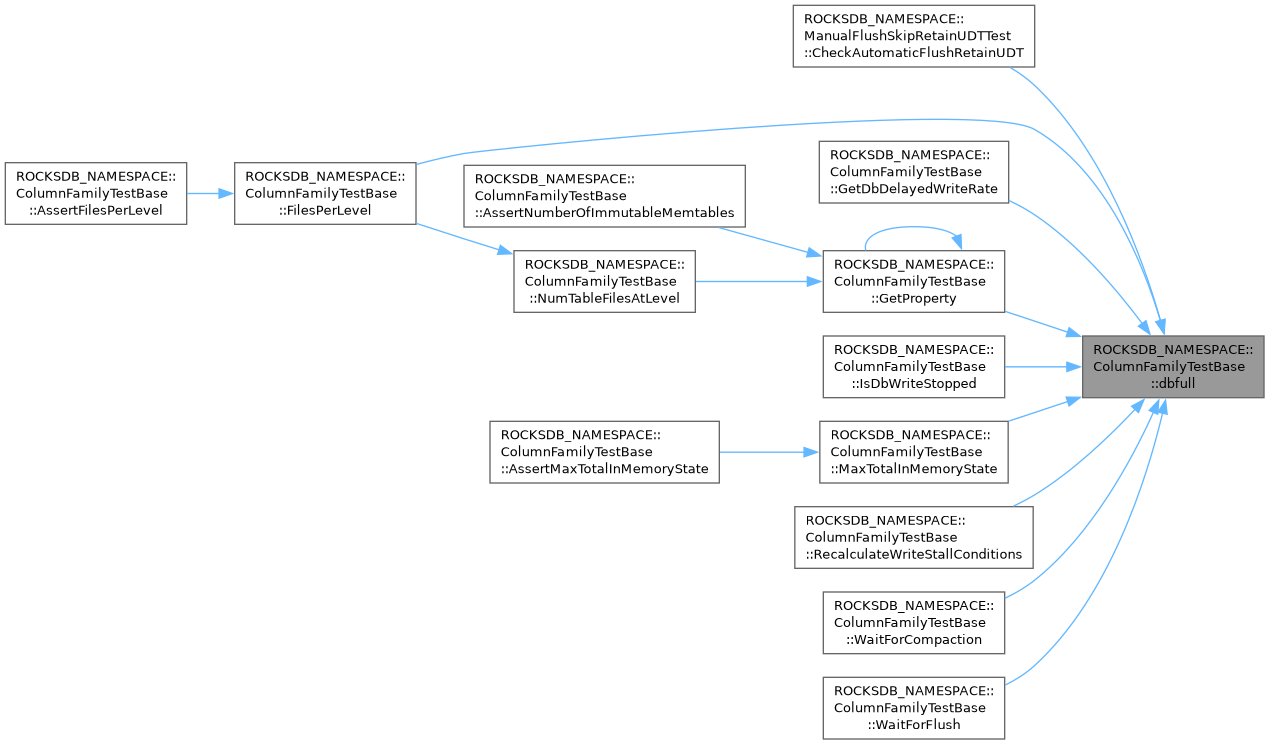 ROCKSDB_NAMESPACE::
ManualFlushSkipRetainUDTTest
::CheckAutomaticFlushRetainUDT
ROCKSDB_NAMESPACE::
ColumnFamilyTestBase
::AssertFilesPerLevel
ROCKSDB_NAMESPACE::
ColumnFamilyTestBase
::FilesPerLevel
ROCKSDB_NAMESPACE::
ColumnFamilyTestBase
::AssertNumberOfImmutableMemtables
ROCKSDB_NAMESPACE::
ColumnFamilyTestBase
::GetDbDelayedWriteRate
ROCKSDB_NAMESPACE::
ColumnFamilyTestBase
::NumTableFilesAtLevel
ROCKSDB_NAMESPACE::
ColumnFamilyTestBase
::GetProperty
ROCKSDB_NAMESPACE::
ColumnFamilyTestBase
::IsDbWriteStopped
ROCKSDB_NAMESPACE::
ColumnFamilyTestBase
::dbfull
ROCKSDB_NAMESPACE::
ColumnFamilyTestBase
::AssertMaxTotalInMemoryState
ROCKSDB_NAMESPACE::
ColumnFamilyTestBase
::MaxTotalInMemoryState
ROCKSDB_NAMESPACE::
ColumnFamilyTestBase
::RecalculateWriteStallConditions
ROCKSDB_NAMESPACE::
ColumnFamilyTestBase
::WaitForCompaction
ROCKSDB_NAMESPACE::
ColumnFamilyTestBase
::WaitForFlush